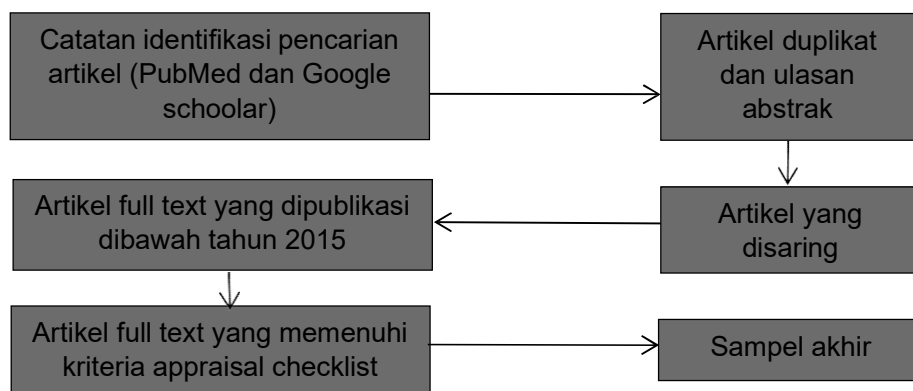 Catatan identifikasi pencarian
artikel (PubMed dan Google
schoolar)
Artikel duplikat
dan ulasan
abstrak
Artikel yang
disaring
Artikel full text yang dipublikasi
dibawah tahun 2015
Artikel full text yang memenuhi
kriteria appraisal checklist
Sampel akhir